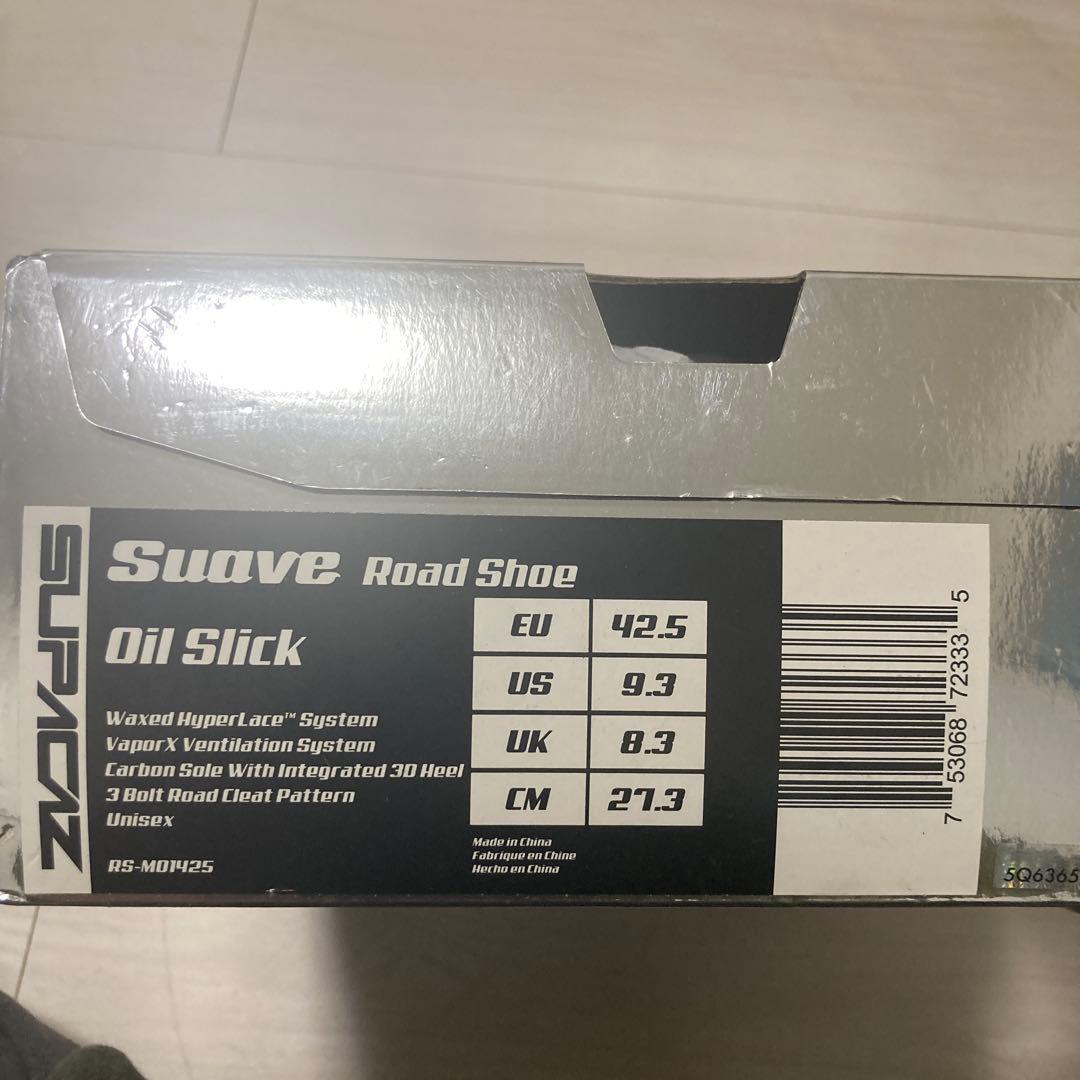 SUPACAZ
Suave Road Shoe
Oil Slick
Waxed HyperLace™ System
VaporX Ventilation System
Carbon Sole With Integrated 3D Heel
3 Bolt Road Cleat Pattern
Unisex
RS-M01425
EU 42.5
US 9.3
UK 8.3
CM 27.3
Made in China
Fabrique en Chine
Hecho en China
7 53068 72333 5
5Q6365